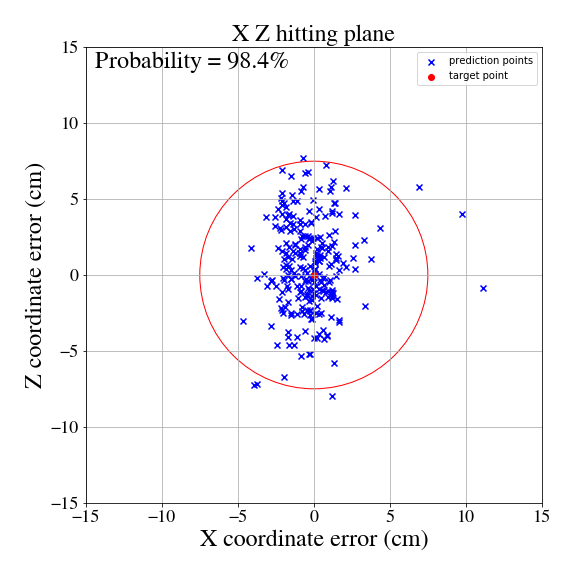 X Z hitting plane
Probability = 98.4%
prediction points
target point
Z coordinate error (cm)
15
10
5
0
−5
−10
−15
−15
−10
−5
0
5
10
15
X coordinate error (cm)